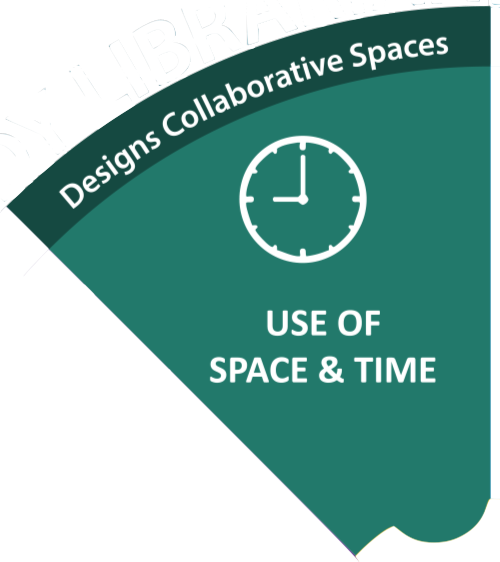 Designs Collaborative Spaces
USE OF
SPACE & TIME